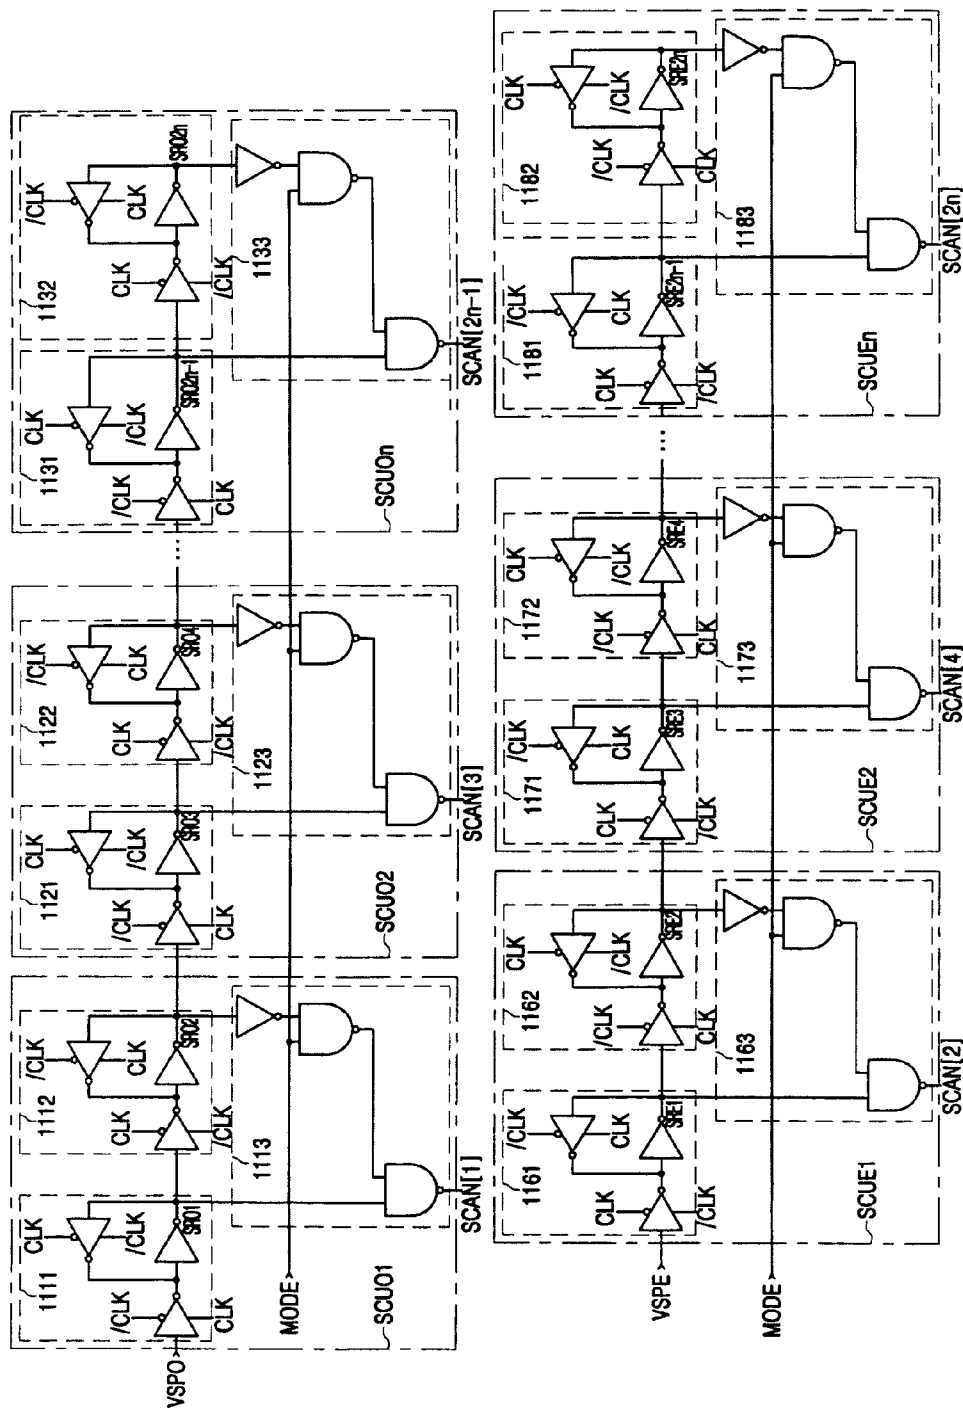 VSPO
SCUO1
1111
/CLK
CLK
CLK
/CLK
SRO1
1112
CLK
/CLK
/CLK
CLK
SRO2
1113
SCAN[1]
MODE
SCUO2
1121
/CLK
CLK
CLK
/CLK
SRO3
1122
CLK
/CLK
/CLK
CLK
SRO4
1123
SCAN[3]
...
SCUOn
1131
/CLK
CLK
CLK
/CLK
SRO2n-1
1132
CLK
/CLK
/CLK
CLK
SRO2n
1133
SCAN[2n-1]
VSPE
SCUE1
1161
CLK
/CLK
/CLK
CLK
SRE1
1162
/CLK
CLK
CLK
/CLK
SRE2
1163
SCAN[2]
MODE
SCUE2
1171
CLK
/CLK
/CLK
CLK
SRE3
1172
/CLK
CLK
CLK
/CLK
SRE4
1173
SCAN[4]
...
SCUEn
1181
CLK
/CLK
/CLK
CLK
SRE2n-1
1182
/CLK
CLK
CLK
/CLK
SRE2n
1183
SCAN[2n]